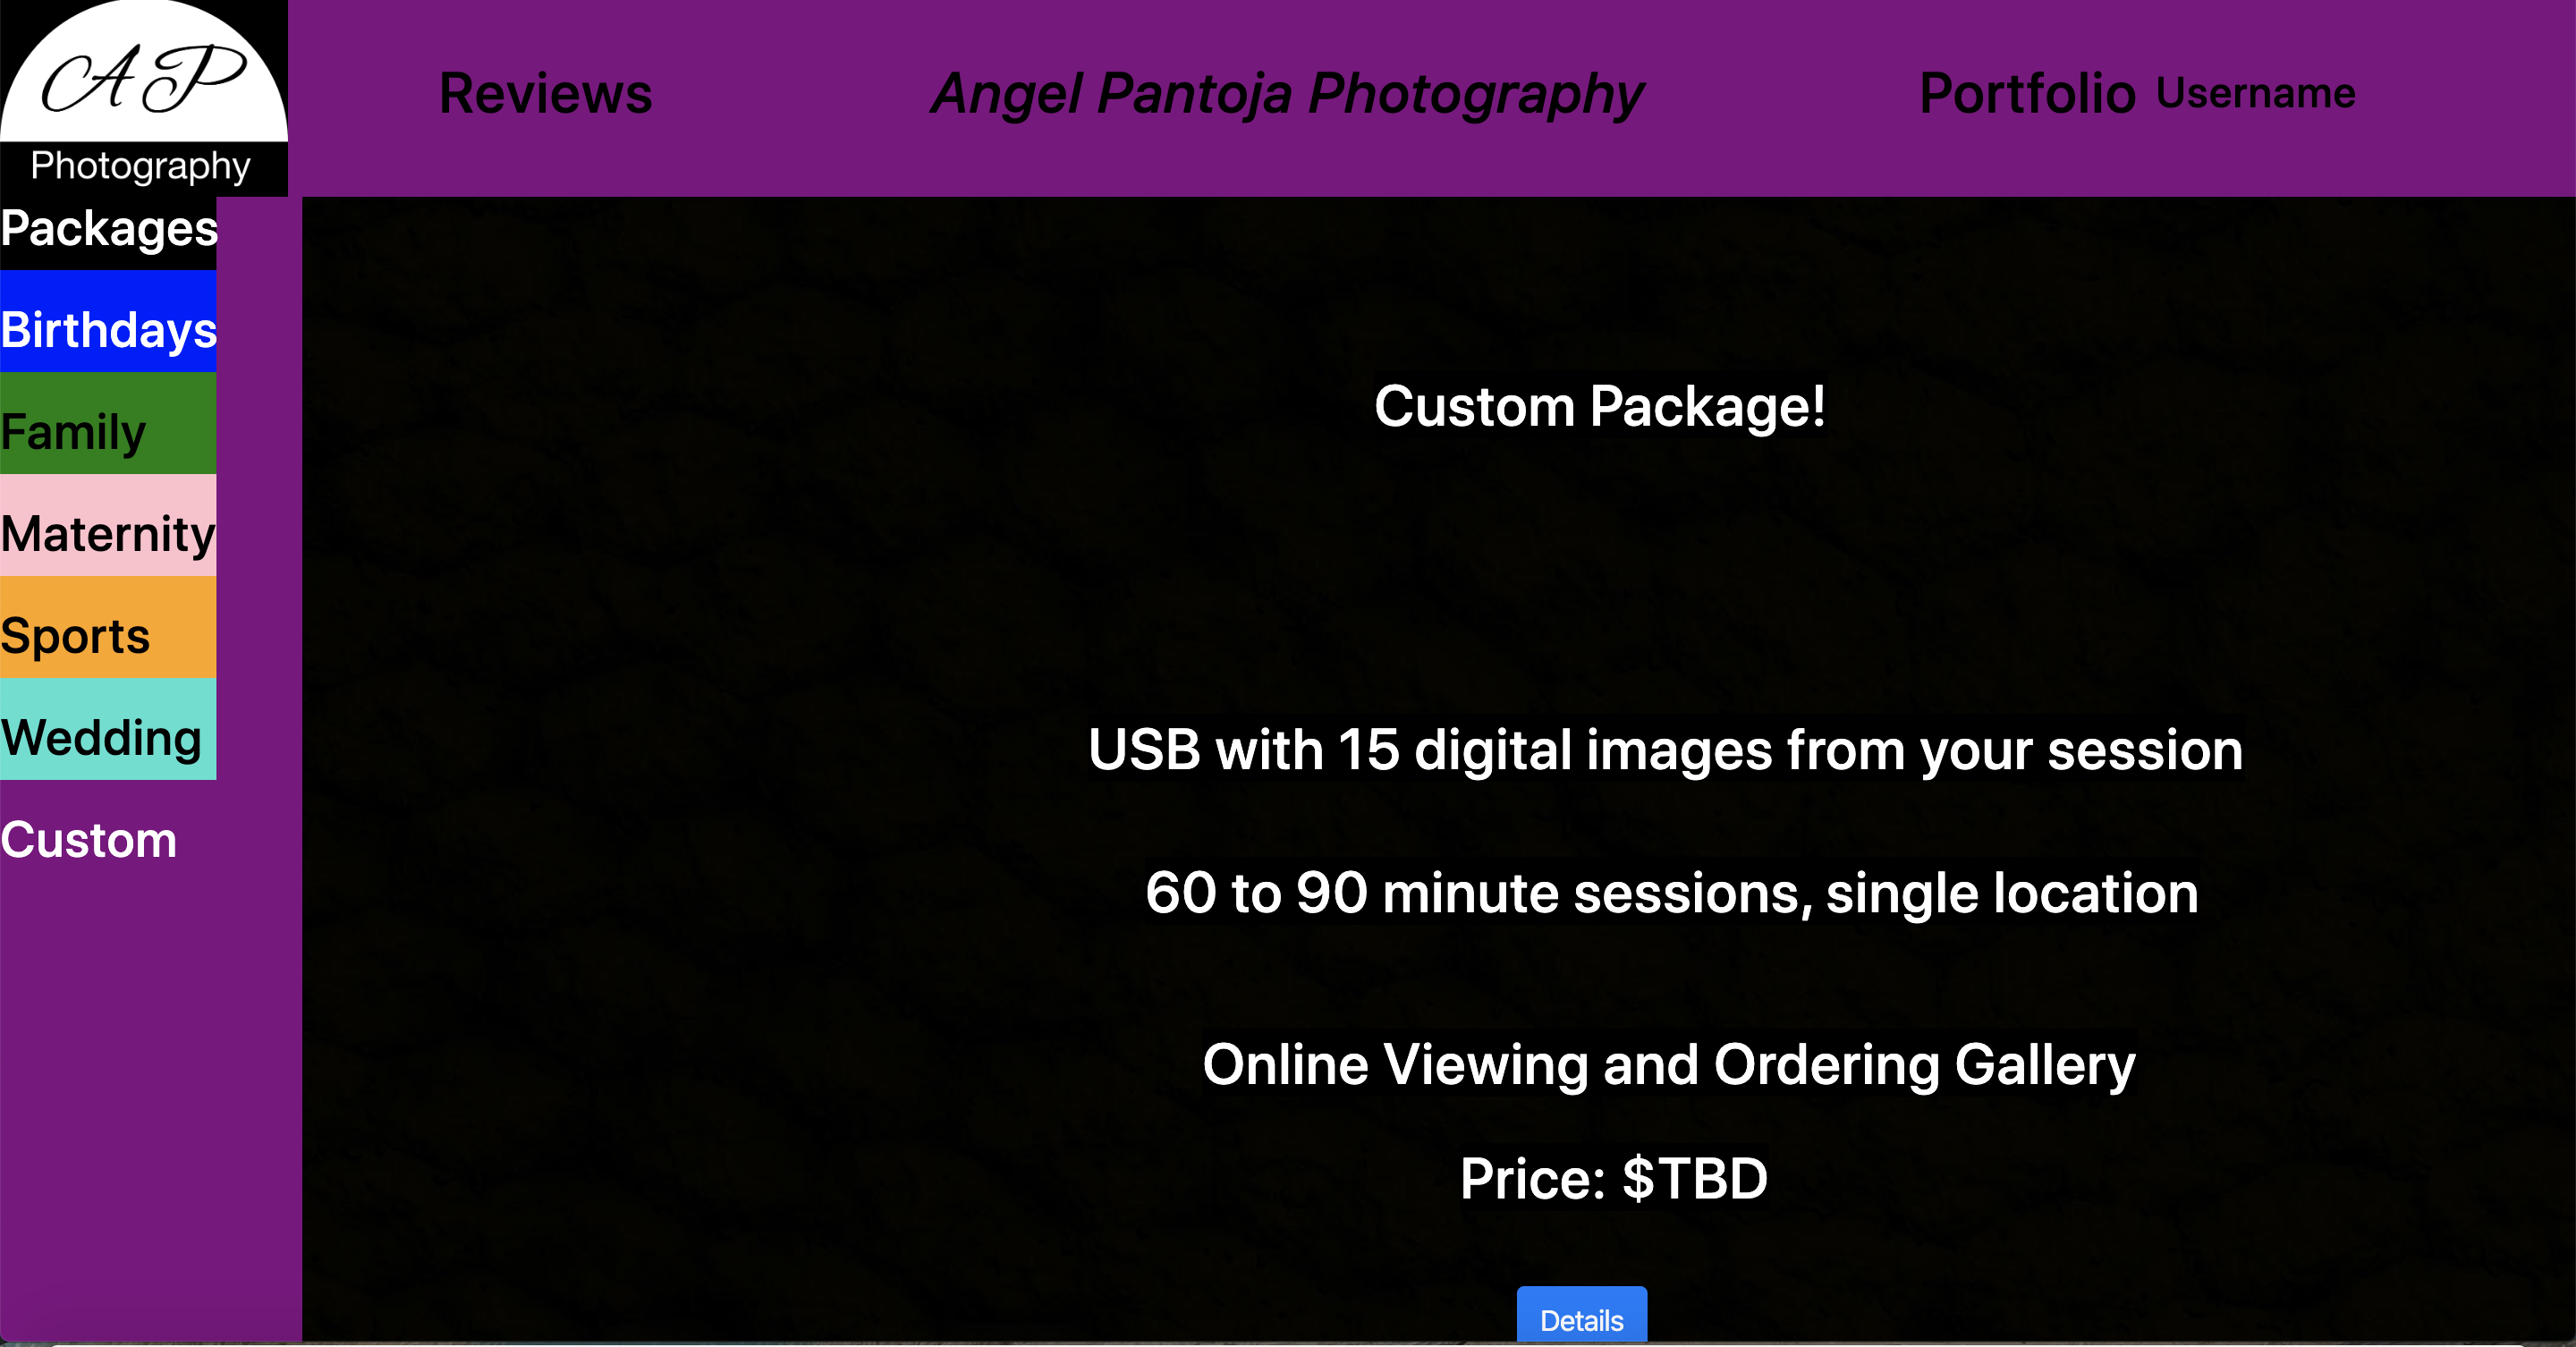 AP
Photography
Reviews
Angel Pantoja Photography
Portfolio
Username
Packages
Birthdays
Family
Maternity
Sports
Wedding
Custom
Custom Package!
USB with 15 digital images from your session
60 to 90 minute sessions, single location
Online Viewing and Ordering Gallery
Price: $TBD
Details